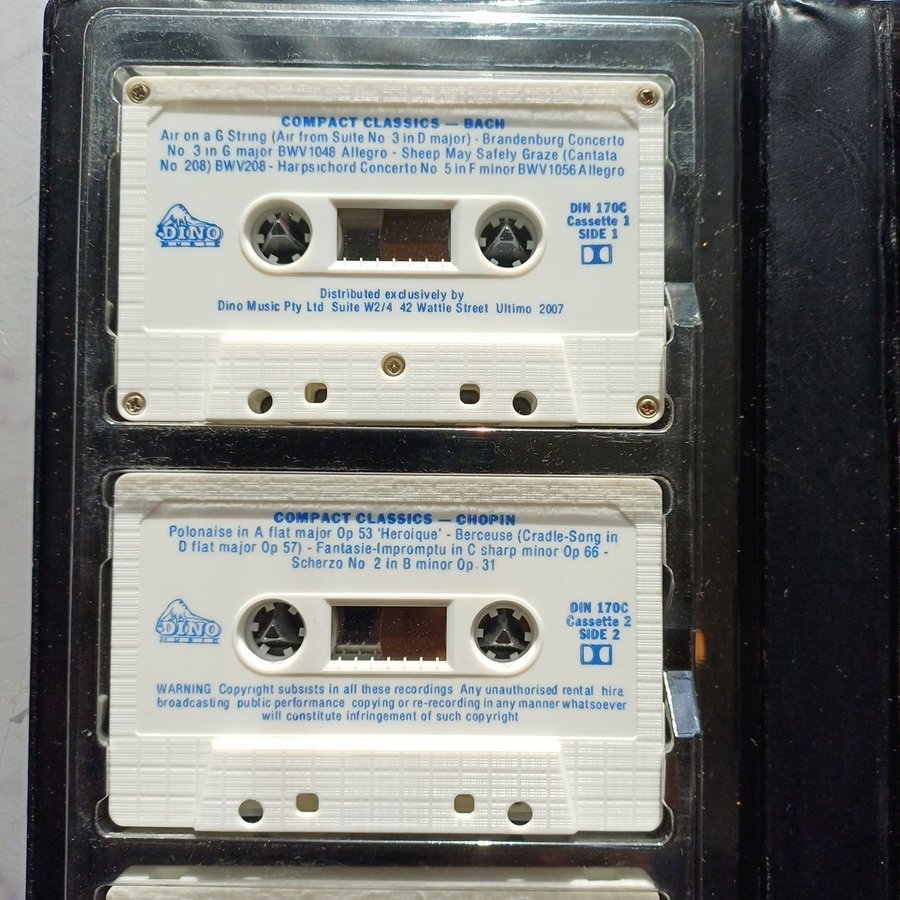 COMPACT CLASSICS — BACH
Air on a G String (Air from Suite No 3 in D major) - Brandenburg Concerto
No 3 in G major BWV1048 Allegro - Sheep May Safely Graze (Cantata
No 208) BWV208 - Harpsichord Concerto No 5 in F minor BWV1056 Allegro
DINO
MUSIC
DIN 170C
Cassette 1
SIDE 1
Distributed exclusively by
Dino Music Pty Ltd Suite W2/4 42 Wattle Street Ultimo 2007
COMPACT CLASSICS — CHOPIN
Polonaise in A flat major Op 53 'Heroique' - Berceuse (Cradle-Song in
D flat major Op 57) - Fantasie-Impromptu in C sharp minor Op 66 -
Scherzo No 2 in B minor Op. 31
DINO
MUSIC
DIN 170C
Cassette 2
SIDE 2
WARNING Copyright subsists in all these recordings Any unauthorised rental hire
broadcasting public performance copying or re-recording in any manner whatsoever
will constitute infringement of such copyright